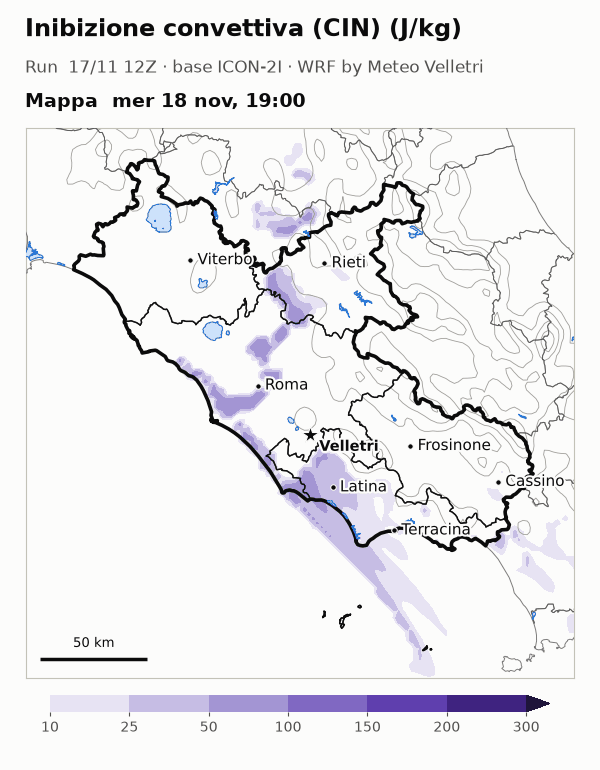 Inibizione convettiva (CIN) (J/kg)
Run  17/11 12Z · base ICON-2I · WRF by Meteo Velletri
Mappa  mer 18 nov, 19:00
Viterbo
Rieti
Roma
Velletri
Frosinone
Cassino
Latina
Terracina
50 km
10 25 50 100 150 200 300